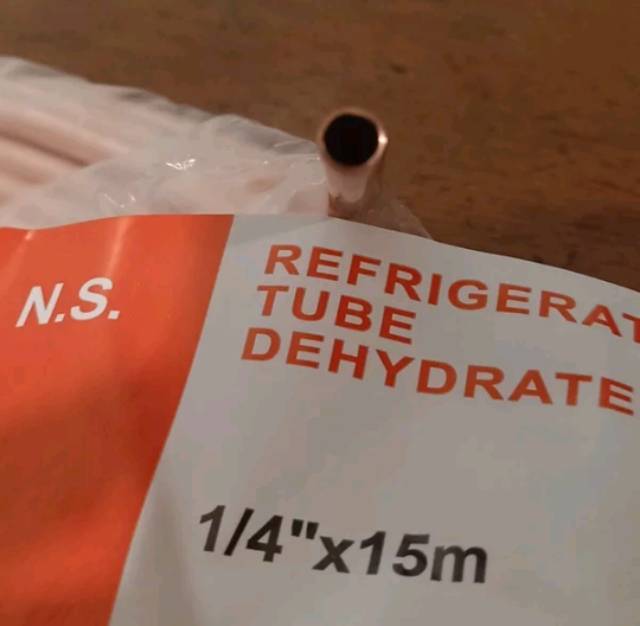 N.S.
REFRIGERAT
TUBE
DEHYDRATE
1/4"x15m